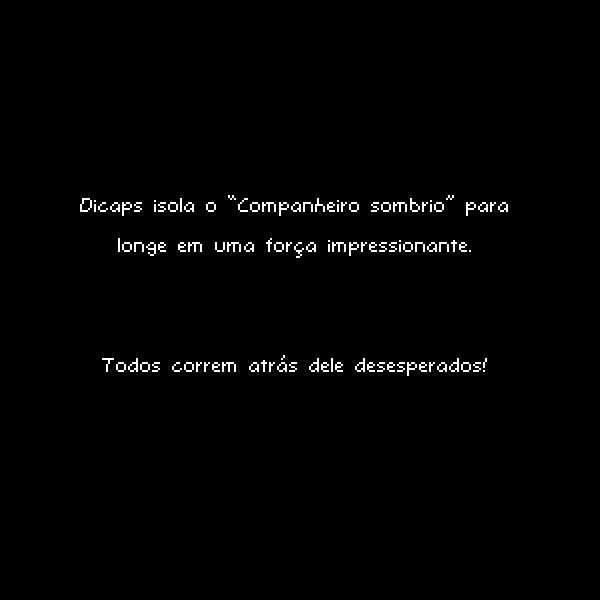 Dicaps isola o "Companheiro sombrio" para
longe em uma força impressionante.
Todos correm atrás dele desesperados!